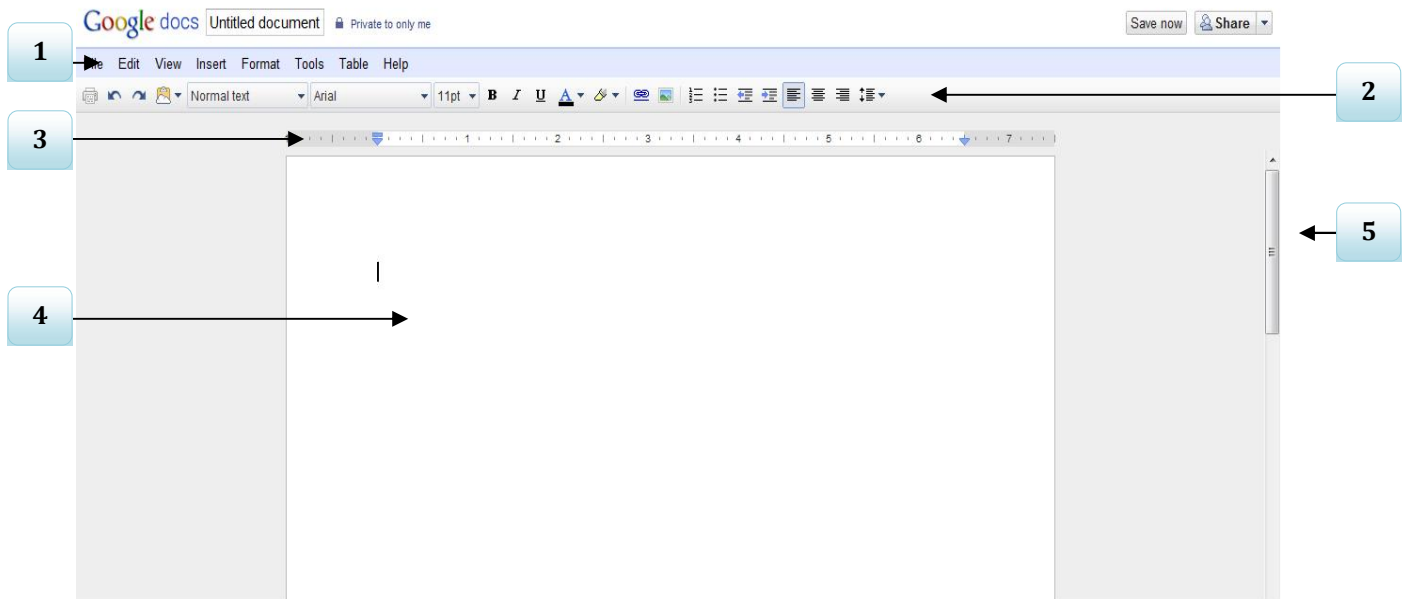 Google docs Untitled document Private to only me Save now Share
1
File Edit View Insert Format Tools Table Help
2
Normal text Arial 11pt B I U A
3
1 2 3 4 5 6 7
5
4